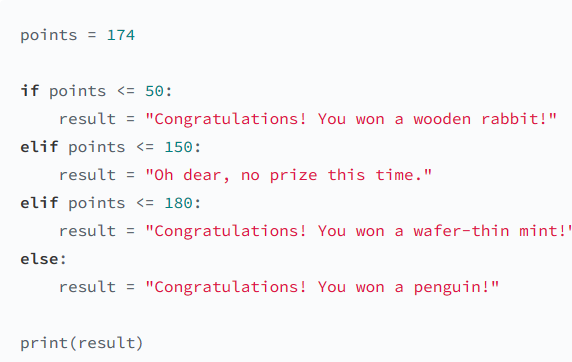 points = 174
if points <= 50:
result = "Congratulations! You won a wooden rabbit!"
elif points <= 150:
result = "Oh dear, no prize this time."
elif points <= 180:
result = "Congratulations! You won a wafer-thin mint!"
else:
result = "Congratulations! You won a penguin!"
print(result)